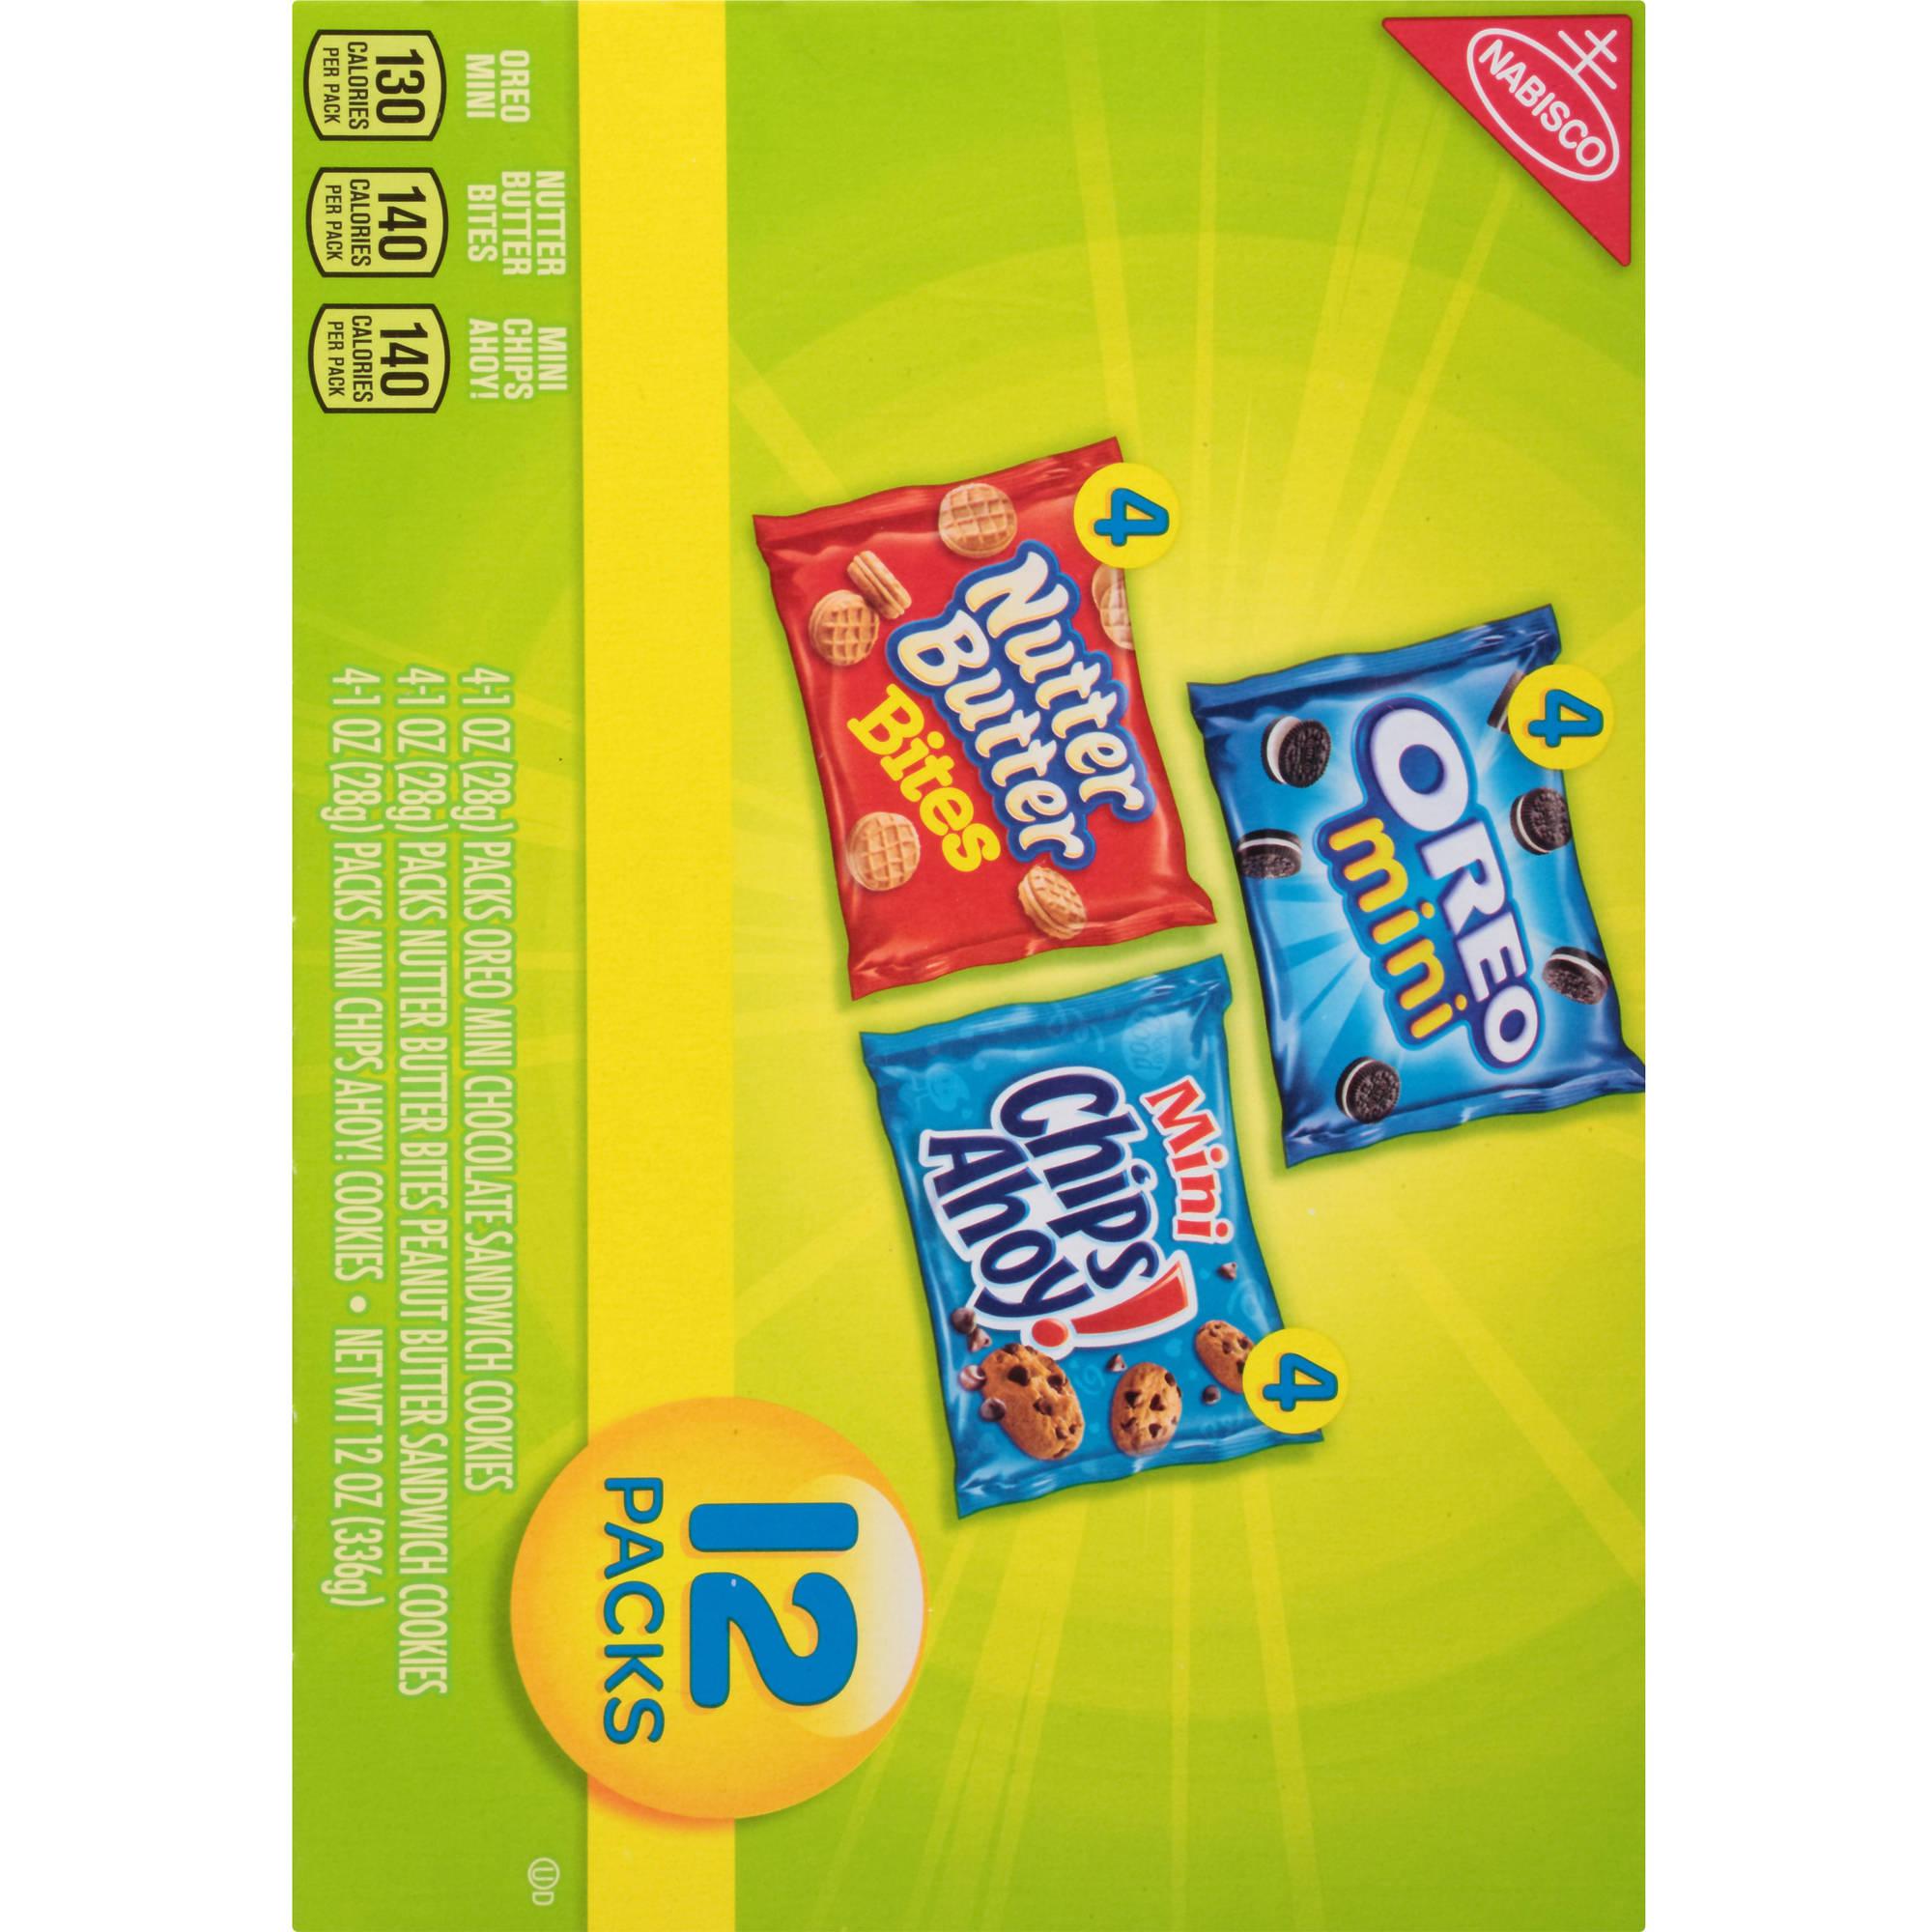 NABISCO
4
OREO
mini
4
Nutter
Butter
Bites
4
Mini
Chips
Ahoy!
12
PACKS
OREO
MINI
130
CALORIES
PER PACK
NUTTER
BUTTER
BITES
140
CALORIES
PER PACK
MINI
CHIPS
AHOY!
140
CALORIES
PER PACK
4-1 OZ (28g) PACKS OREO MINI CHOCOLATE SANDWICH COOKIES
4-1 OZ (28g) PACKS NUTTER BUTTER BITES PEANUT BUTTER SANDWICH COOKIES
4-1 OZ (28g) PACKS MINI CHIPS AHOY! COOKIES • NET WT 12 OZ (336g)
UD